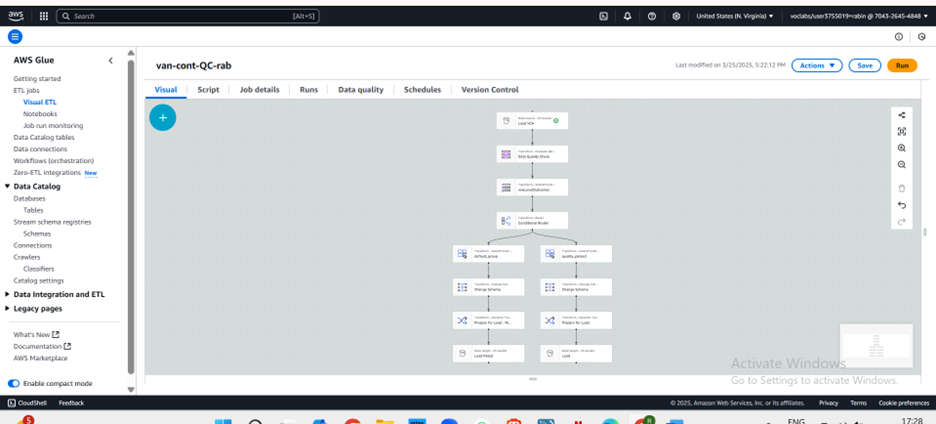 aws
Search
[Alt+S]
United States (N. Virginia)
voclabs/user3755019=rabin @ 7043-2645-4848
AWS Glue
Getting started
ETL jobs
Visual ETL
Notebooks
Job run monitoring
Data Catalog tables
Data connections
Workflows (orchestration)
Zero-ETL integrations New
Data Catalog
Databases
Tables
Stream schema registries
Schemas
Connections
Crawlers
Classifiers
Catalog settings
Data Integration and ETL
Legacy pages
What's New
Documentation
AWS Marketplace
Enable compact mode
van-cont-QC-rab
Last modified on 3/25/2025, 5:22:12 PM
Actions
Save
Run
Visual
Script
Job details
Runs
Data quality
Schedules
Version Control
Load VCA
Data Quality Check
rowLevelOutcomes
Conditional Router
default_group
Change Schema
Load Failed
Change Schema
Prepare for Load
Load
Activate Windows
Go to Settings to activate Windows.
CloudShell
Feedback
© 2025, Amazon Web Services, Inc. or its affiliates.
Privacy
Terms
Cookie preferences
5
ENG
17:28